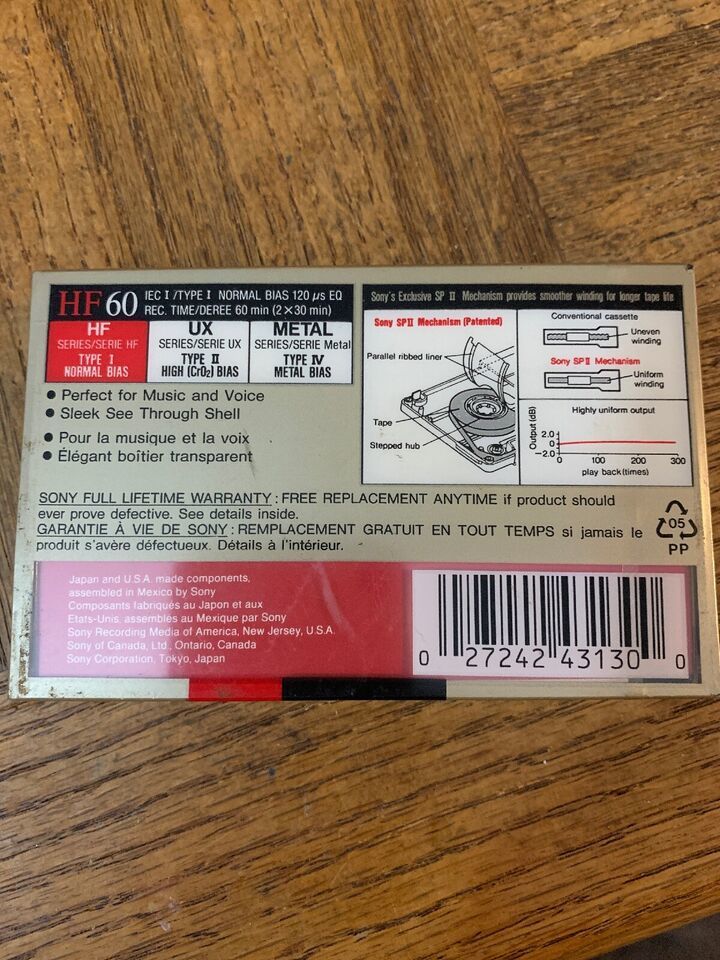 HF 60 IEC I /TYPE I NORMAL BIAS 120 µs EQ
REC. TIME/DEREE 60 min (2×30 min)
HF
SERIES/SERIE HF
TYPE I
NORMAL BIAS
UX
SERIES/SERIE UX
TYPE II
HIGH (CrO2) BIAS
METAL
SERIES/SERIE Metal
TYPE IV
METAL BIAS
● Perfect for Music and Voice
● Sleek See Through Shell
● Pour la musique et la voix
● Élégant boîtier transparent
Sony's Exclusive SP II Mechanism provides smoother winding for longer tape life
Sony SPII Mechanism (Patented)
Parallel ribbed liner
Tape
Stepped hub
Conventional cassette
Uneven
winding
Sony SPII Mechanism
Uniform
winding
Highly uniform output
Output (dB)
2.0
0
-2.0
0 100 200 300
play back (times)
SONY FULL LIFETIME WARRANTY : FREE REPLACEMENT ANYTIME if product should
ever prove defective. See details inside.
GARANTIE À VIE DE SONY : REMPLACEMENT GRATUIT EN TOUT TEMPS si jamais le
produit s'avère défectueux. Détails à l'intérieur.
05
PP
Japan and U.S.A. made components,
assembled in Mexico by Sony
Composants fabriqués au Japon et aux
Etats-Unis, assemblés au Mexique par Sony
Sony Recording Media of America, New Jersey, U.S.A.
Sony of Canada, Ltd., Ontario, Canada
Sony Corporation, Tokyo, Japan
0 27242 43130 0